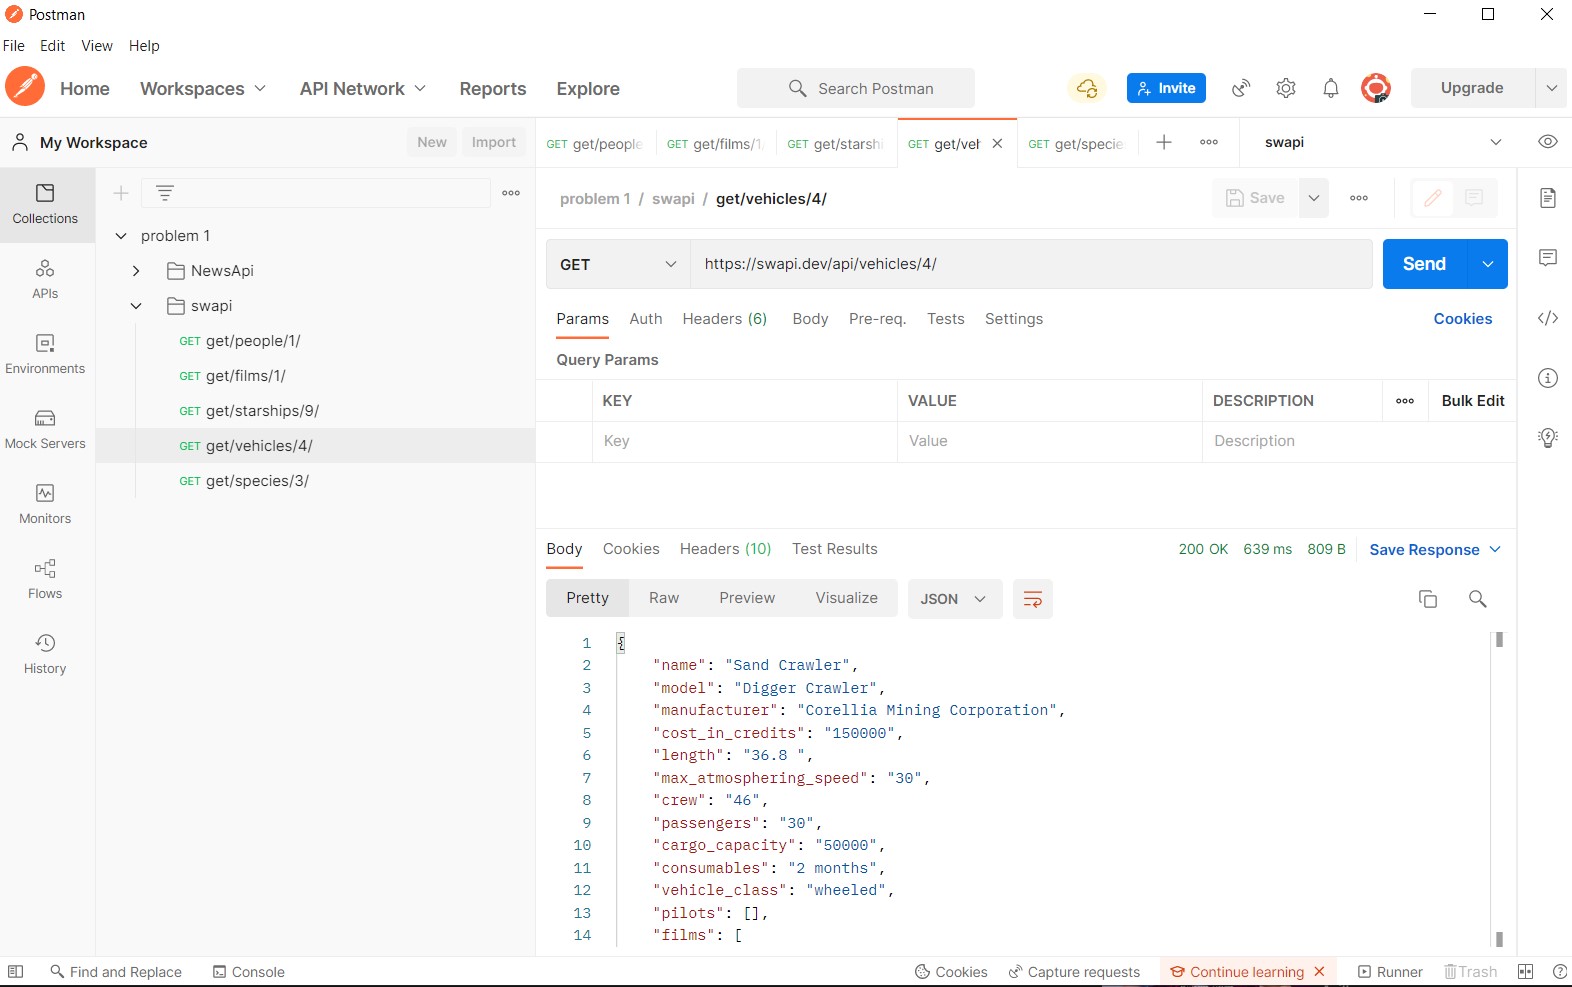 Postman
File Edit View Help
Home Workspaces API Network Reports Explore Search Postman Invite Upgrade
My Workspace New Import
GET get/people GET get/films/1 GET get/starshi GET get/veh GET get/specie swapi
Collections
APIs
Environments
Mock Servers
Monitors
Flows
History
problem 1
NewsApi
swapi
GET get/people/1/
GET get/films/1/
GET get/starships/9/
GET get/vehicles/4/
GET get/species/3/
problem 1 / swapi / get/vehicles/4/ Save
GET https://swapi.dev/api/vehicles/4/ Send
Params Auth Headers (6) Body Pre-req. Tests Settings Cookies
Query Params
KEY VALUE DESCRIPTION Bulk Edit
Key Value Description
Body Cookies Headers (10) Test Results 200 OK 639 ms 809 B Save Response
Pretty Raw Preview Visualize JSON
1 {
2 "name": "Sand Crawler",
3 "model": "Digger Crawler",
4 "manufacturer": "Corellia Mining Corporation",
5 "cost_in_credits": "150000",
6 "length": "36.8 ",
7 "max_atmosphering_speed": "30",
8 "crew": "46",
9 "passengers": "30",
10 "cargo_capacity": "50000",
11 "consumables": "2 months",
12 "vehicle_class": "wheeled",
13 "pilots": [],
14 "films": [
Find and Replace Console Cookies Capture requests Continue learning Runner Trash